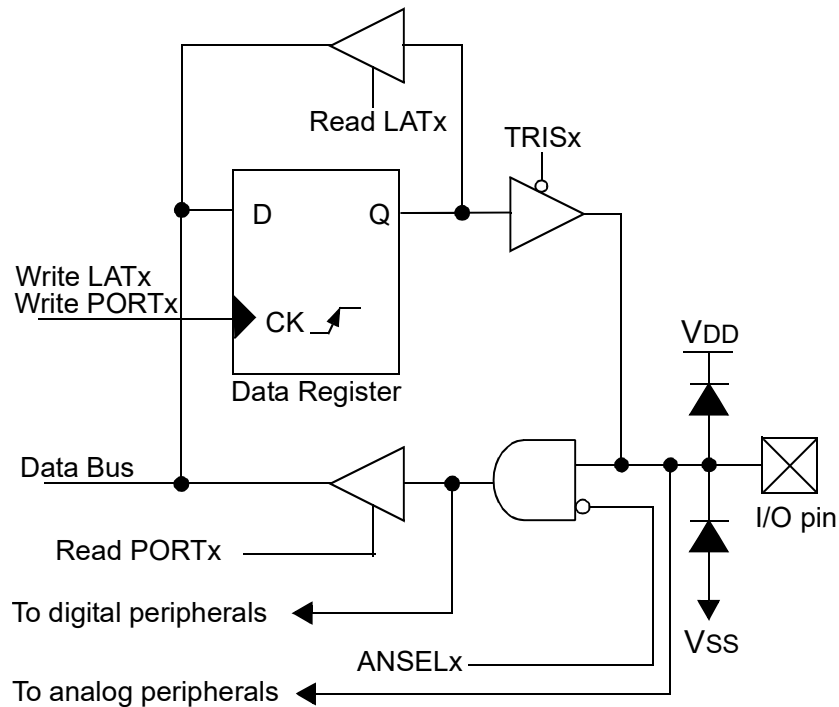 Read LATx
TRISx
D
Q
Write LATx
Write PORTx
CK
VDD
Data Register
Data Bus
I/O pin
Read PORTx
To digital peripherals
VSS
ANSELx
To analog peripherals